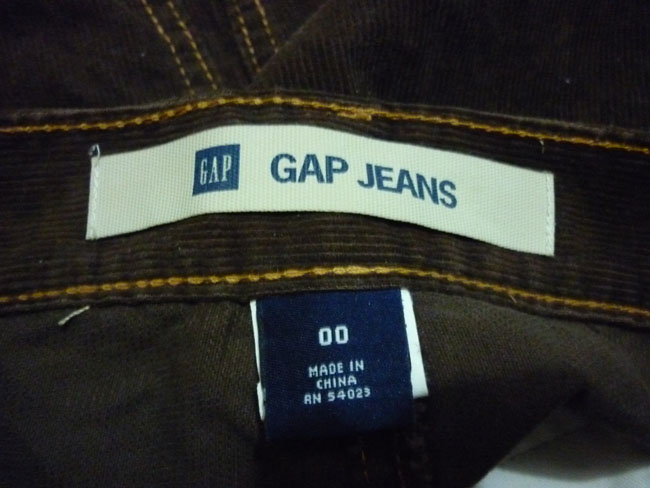 GAP GAP JEANS
00
MADE IN
CHINA
RN 54023